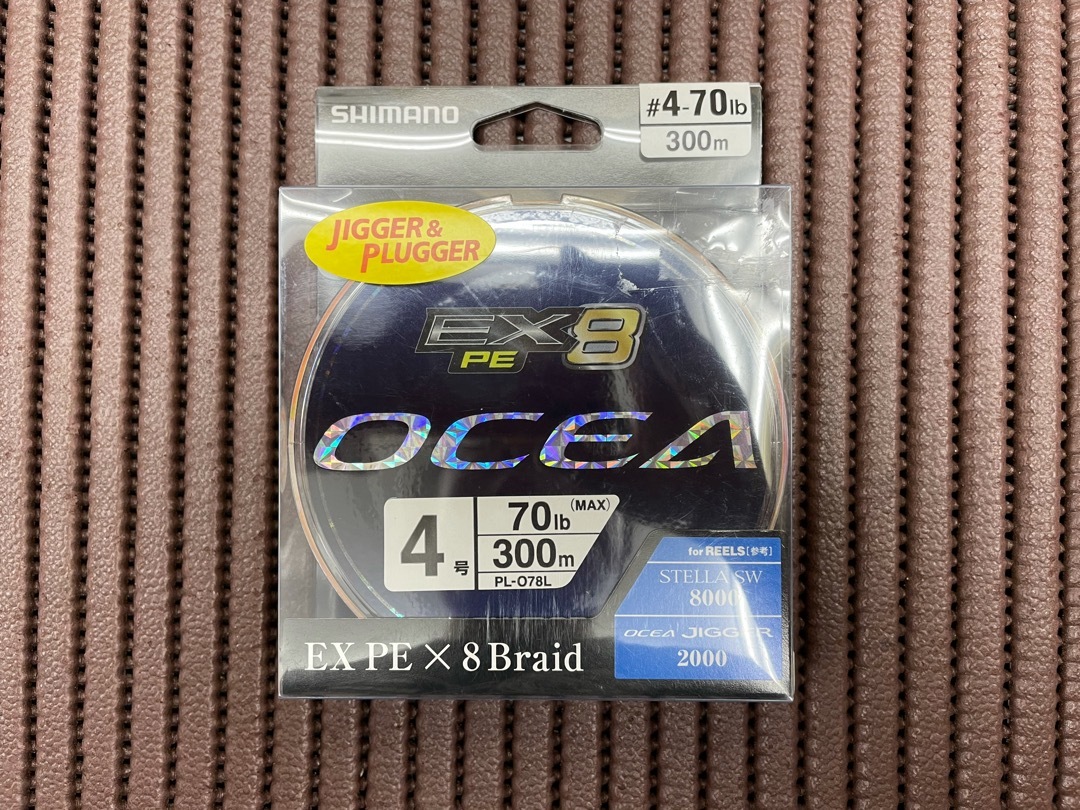 SHIMANO
#4-70lb
300m
JIGGER &
PLUGGER
EX8
PE
OCEA
4号
70lb (MAX)
300m
PL-O78L
for REELS[参考]
STELLA SW
8000
OCEA JIGGER
2000
EX PE × 8 Braid